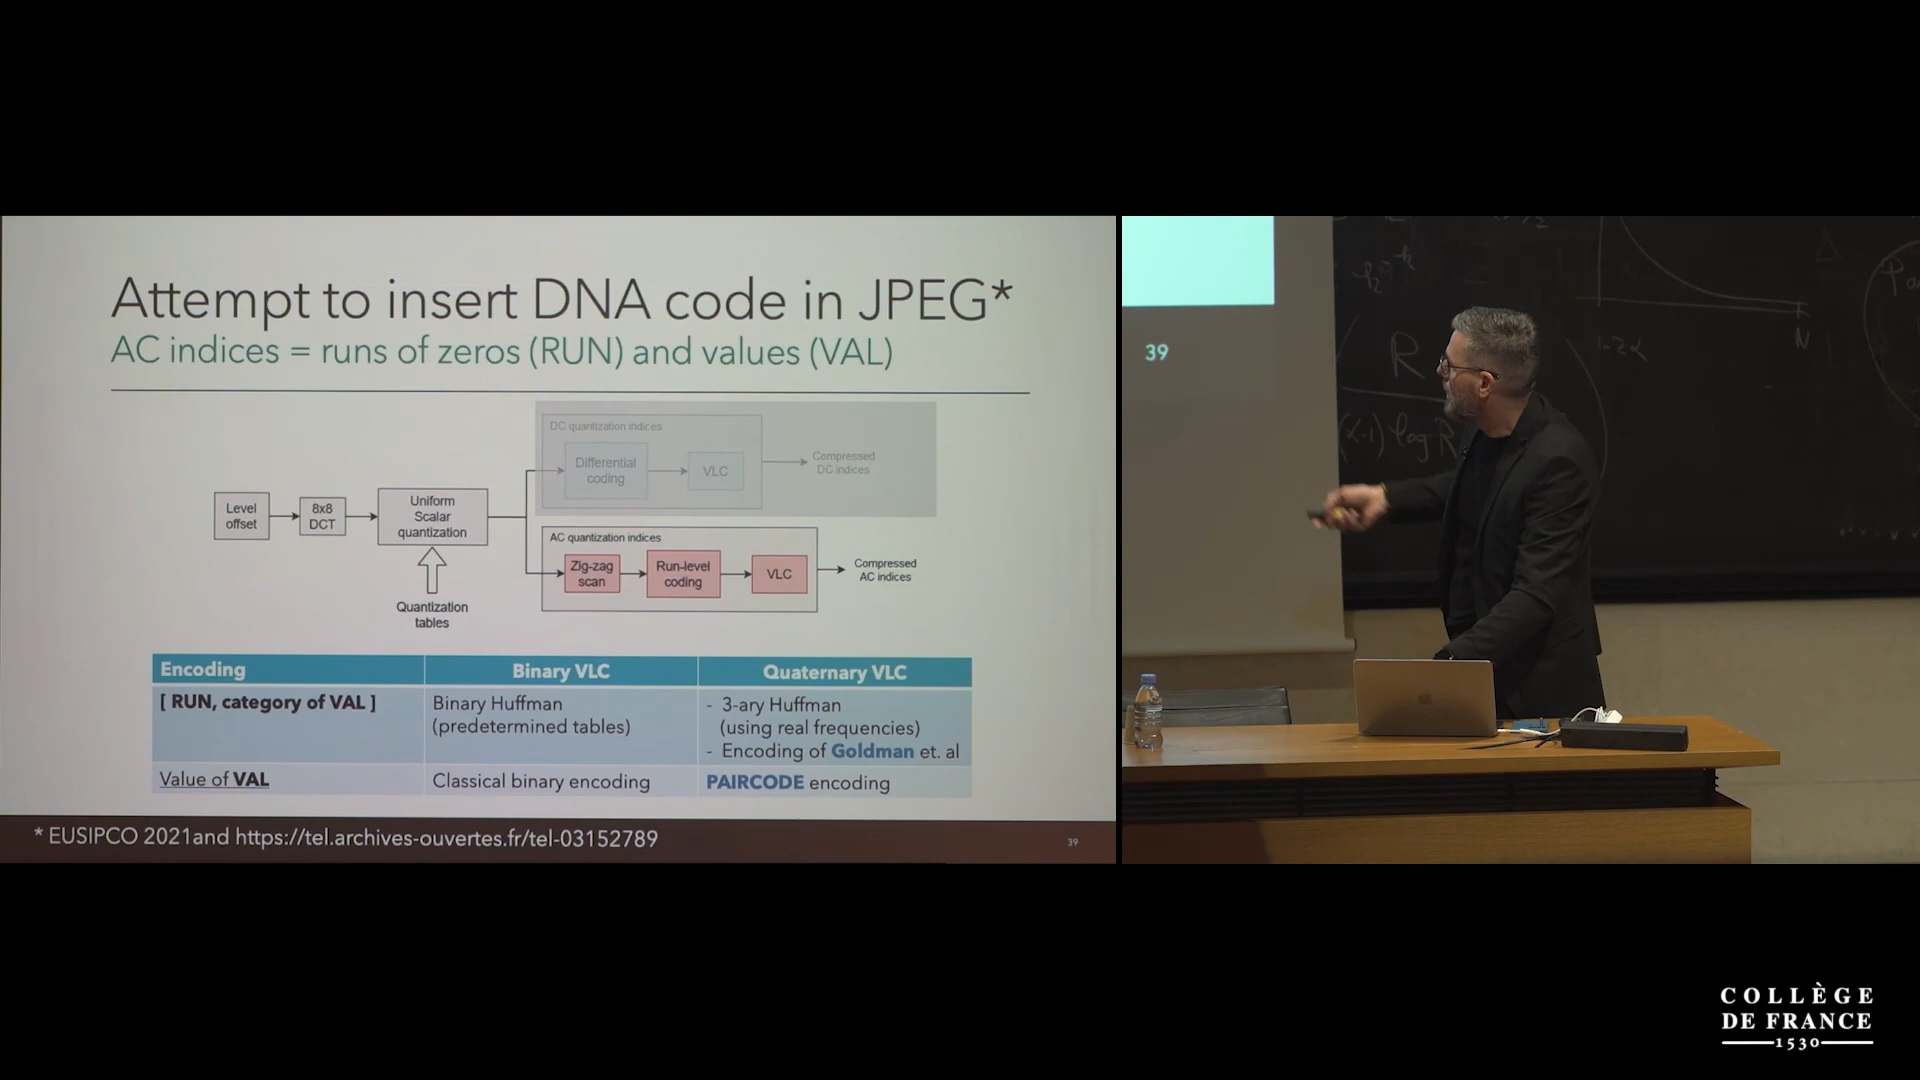 Attempt to insert DNA code in JPEG*
AC indices = runs of zeros (RUN) and values (VAL)
DC quantization indices
Differential
coding
VLC
Compressed
DC indices
Level
offset
8x8
DCT
Uniform
Scalar
quantization
Quantization
tables
AC quantization indices
Zig-zag
scan
Run-level
coding
VLC
Compressed
AC indices
Encoding
Binary VLC
Quaternary VLC
[ RUN, category of VAL ]
Binary Huffman
(predetermined tables)
- 3-ary Huffman
(using real frequencies)
- Encoding of Goldman et. al
Value of VAL
Classical binary encoding
PAIRCODE encoding
* EUSIPCO 2021and https://tel.archives-ouvertes.fr/tel-03152789
39
39
R
N
log R
COLLÈGE
DE FRANCE
1530